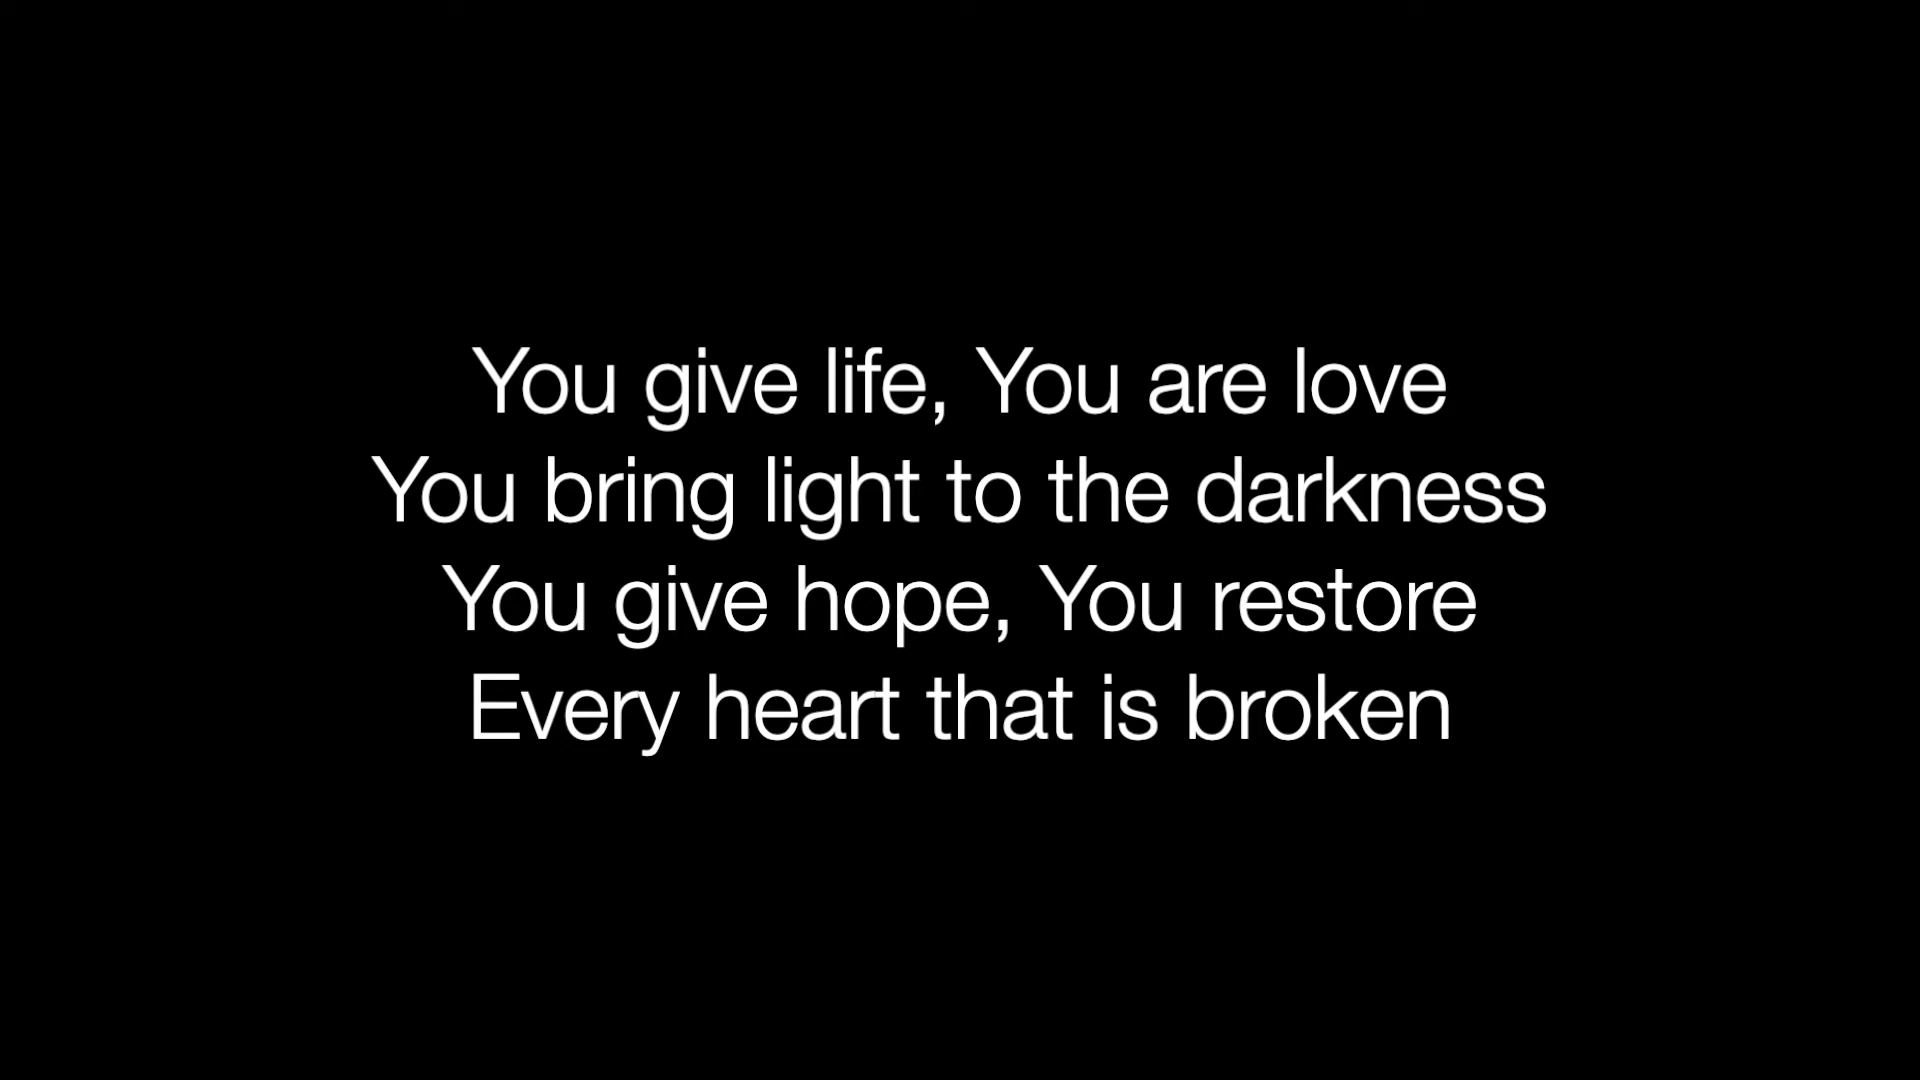 You give life, You are love
You bring light to the darkness
You give hope, You restore
Every heart that is broken